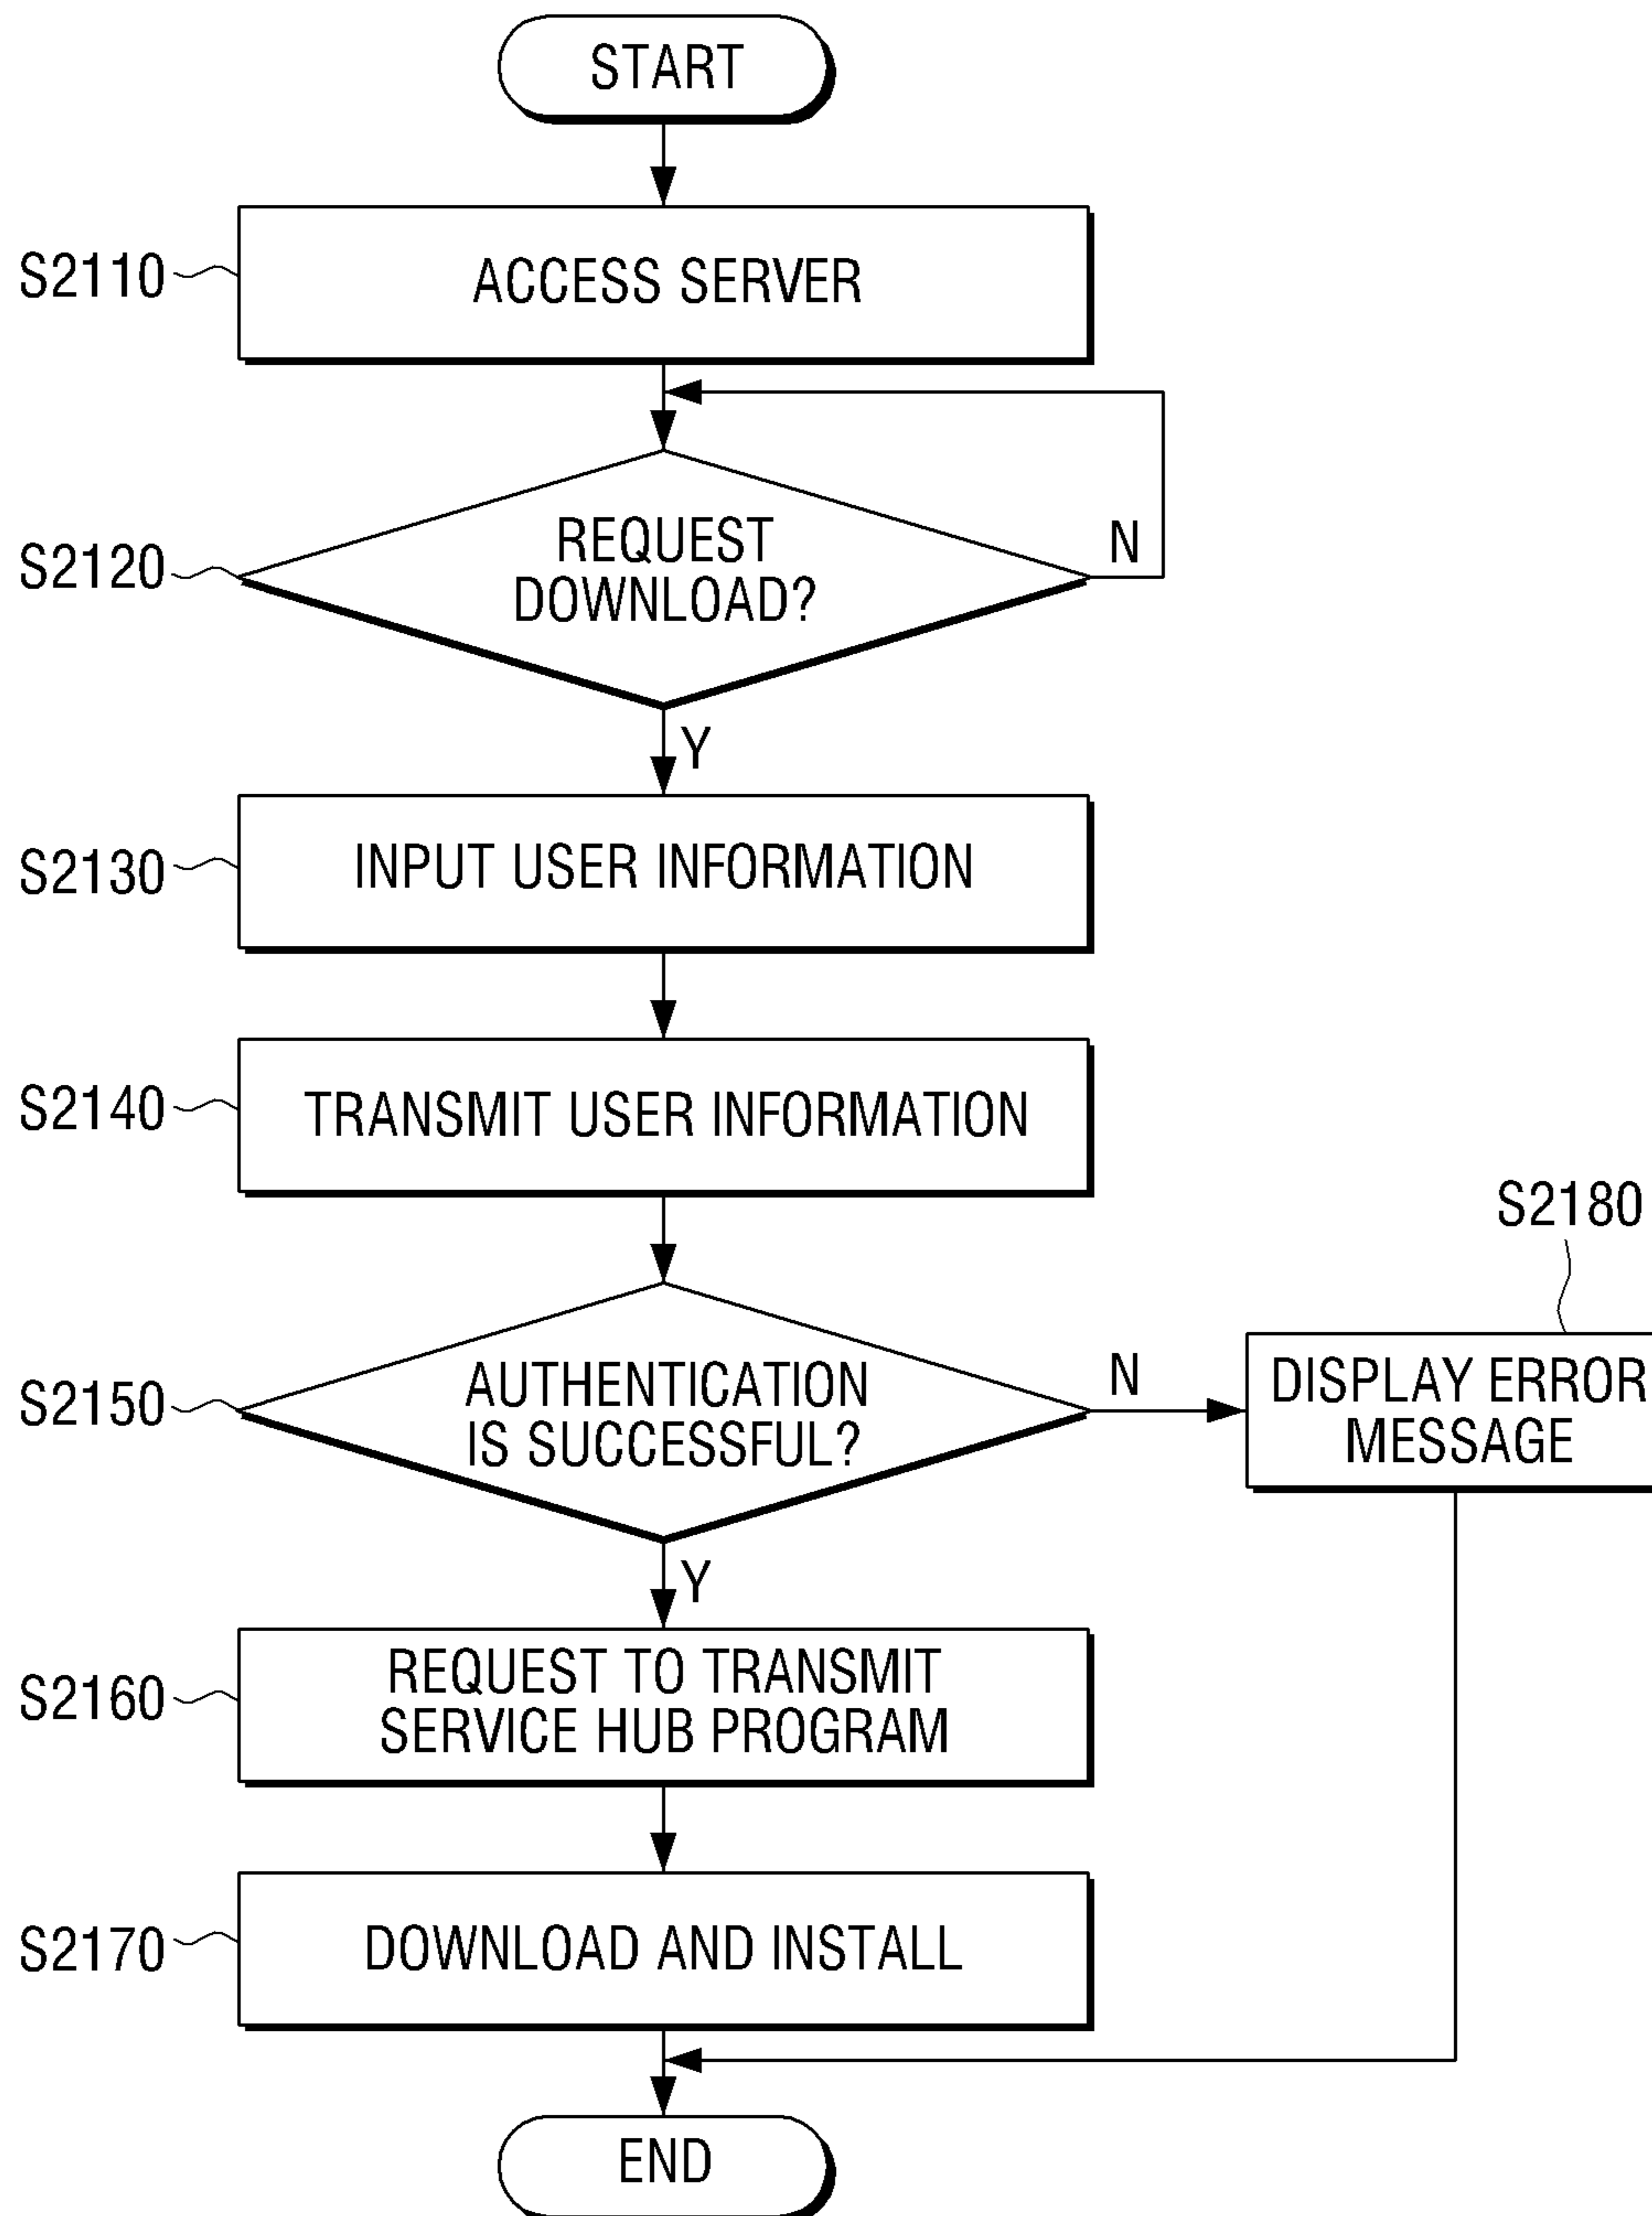 START
S2110
ACCESS SERVER
S2120
REQUEST
DOWNLOAD?
N
Y
S2130
INPUT USER INFORMATION
S2140
TRANSMIT USER INFORMATION
S2150
AUTHENTICATION
IS SUCCESSFUL?
N
S2180
DISPLAY ERROR
MESSAGE
Y
S2160
REQUEST TO TRANSMIT
SERVICE HUB PROGRAM
S2170
DOWNLOAD AND INSTALL
END